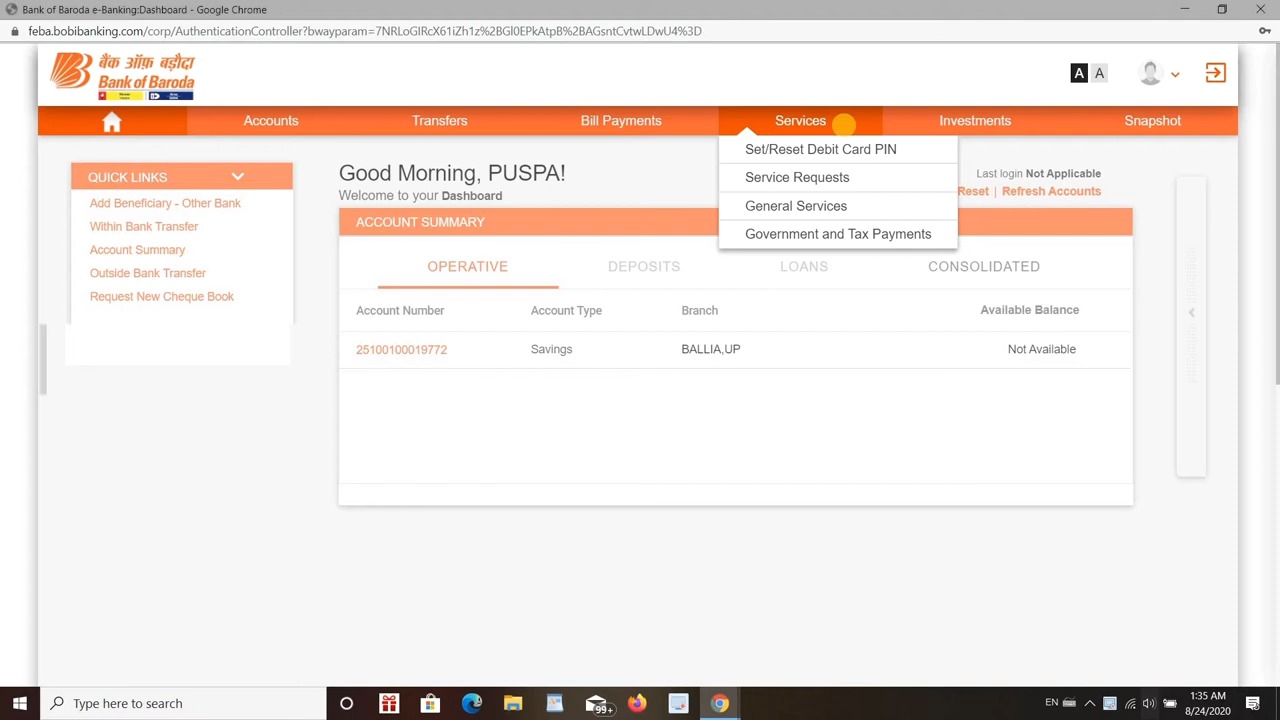 Bank of Baroda e-Banking:Dashboard - Google Chrome
feba.bobibanking.com/corp/AuthenticationController?bwayparam=7NRLoGIRcX61iZh1z%2BGl0EPkAtpB%2BAGsntCvtwLDwU4%3D
बैंक ऑफ़ बड़ौदा
Bank of Baroda
A A
Accounts Transfers Bill Payments Services Investments Snapshot
Set/Reset Debit Card PIN
Service Requests
General Services
Government and Tax Payments
QUICK LINKS
Add Beneficiary - Other Bank
Within Bank Transfer
Account Summary
Outside Bank Transfer
Request New Cheque Book
Good Morning, PUSPA!
Welcome to your Dashboard
Last login Not Applicable
Reset | Refresh Accounts
ACCOUNT SUMMARY
OPERATIVE DEPOSITS LOANS CONSOLIDATED
Account Number Account Type Branch Available Balance
25100100019772 Savings BALLIA,UP Not Available
Type here to search
99+
EN
1:35 AM
8/24/2020